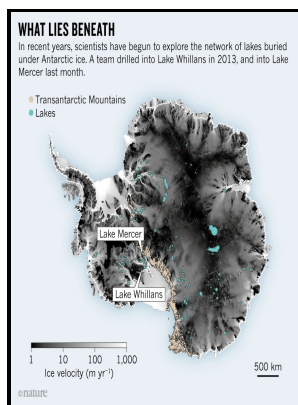 WHAT LIES BENEATH
In recent years, scientists have begun to explore the network of lakes buried
under Antarctic ice. A team drilled into Lake Whillans in 2013, and into Lake
Mercer last month.
Transantarctic Mountains
Lakes
Lake Mercer
Lake Whillans
1 10 100 1,000
Ice velocity (m yr⁻¹)
500 km
©nature